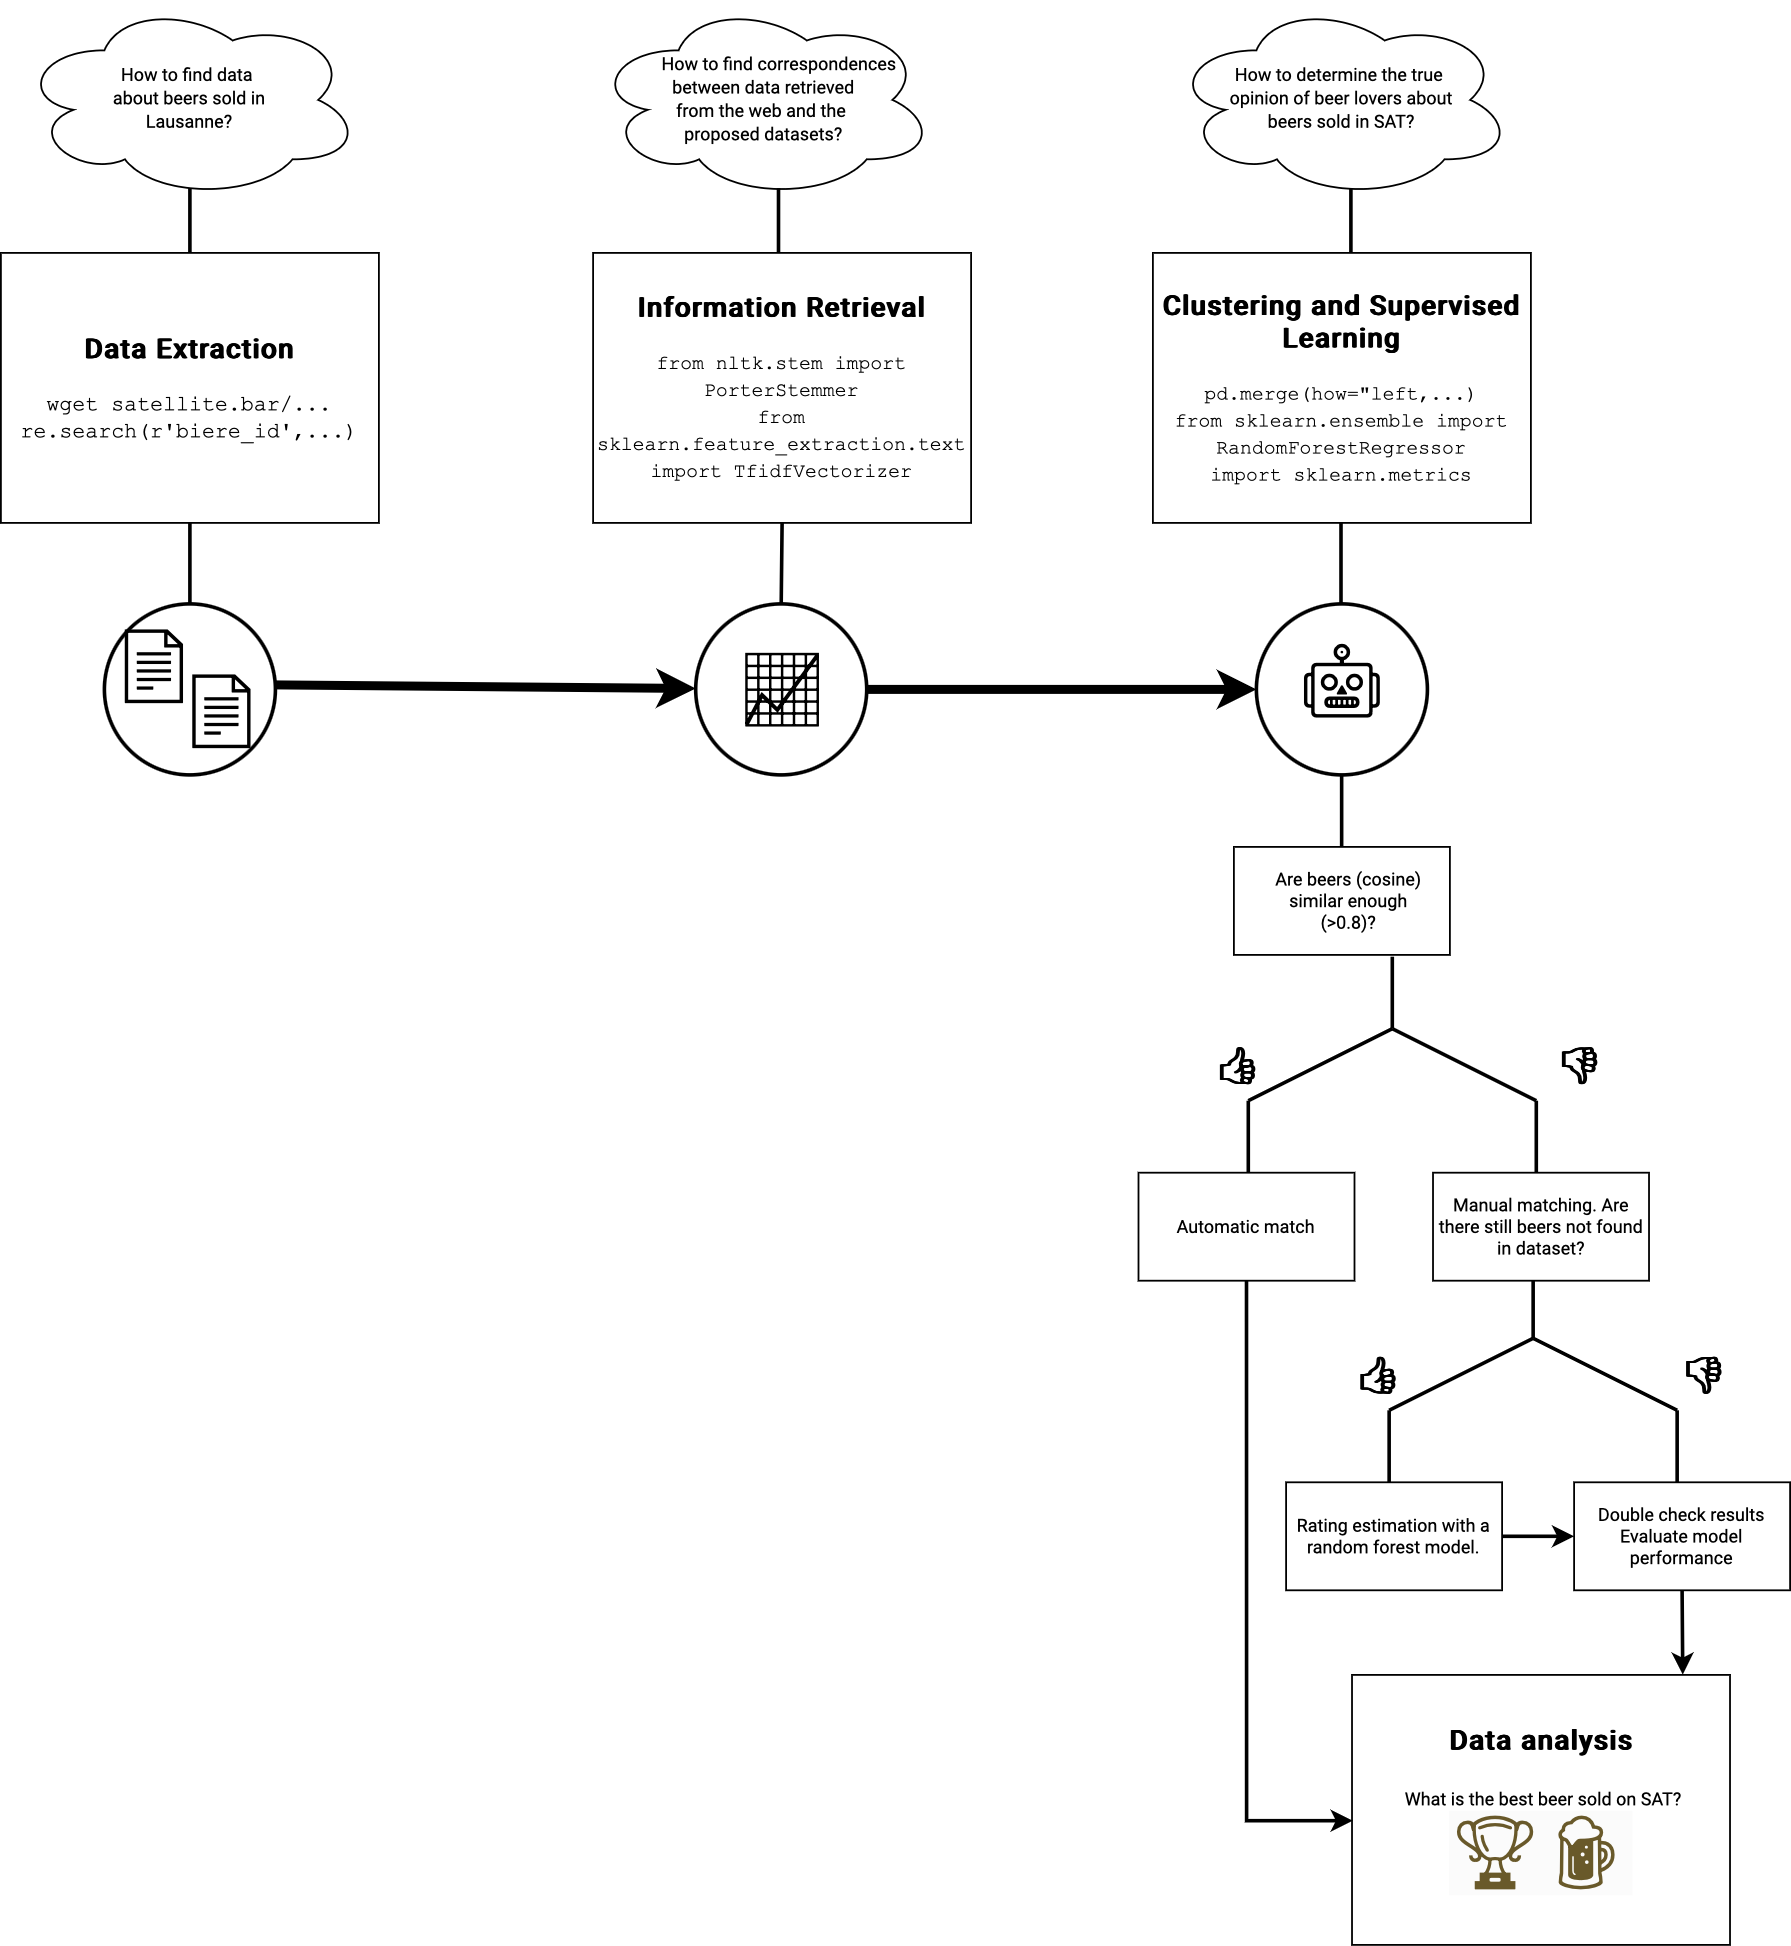 How to find data
about beers sold in
Lausanne?
How to find correspondences
between data retrieved
from the web and the
proposed datasets?
How to determine the true
opinion of beer lovers about
beers sold in SAT?
Data Extraction
wget satellite.bar/...
re.search(r'biere_id',...)
Information Retrieval
from nltk.stem import
PorterStemmer
from
sklearn.feature_extraction.text
import TfidfVectorizer
Clustering and Supervised
Learning
pd.merge(how="left,...)
from sklearn.ensemble import
RandomForestRegressor
import sklearn.metrics
Are beers (cosine)
similar enough
(>0.8)?
Automatic match
Manual matching. Are
there still beers not found
in dataset?
Rating estimation with a
random forest model.
Double check results
Evaluate model
performance
Data analysis
What is the best beer sold on SAT?